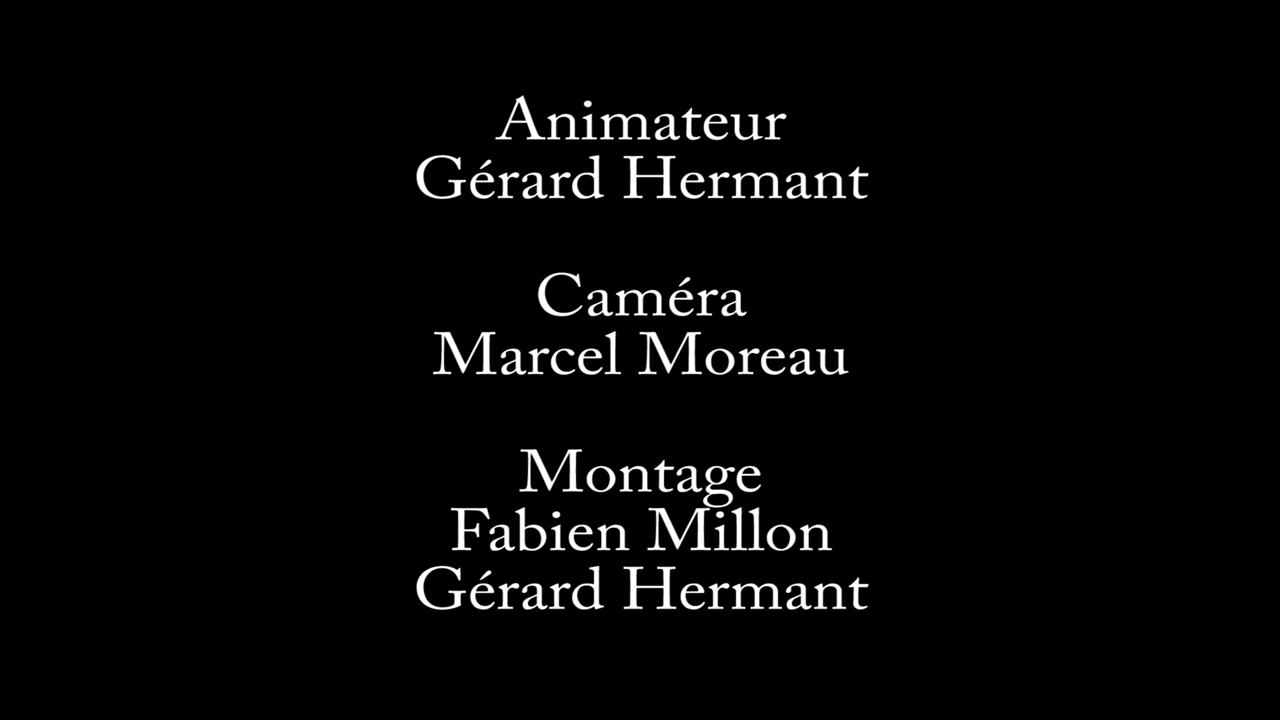 Animateur
Gérard Hermant
Caméra
Marcel Moreau
Montage
Fabien Millon
Gérard Hermant